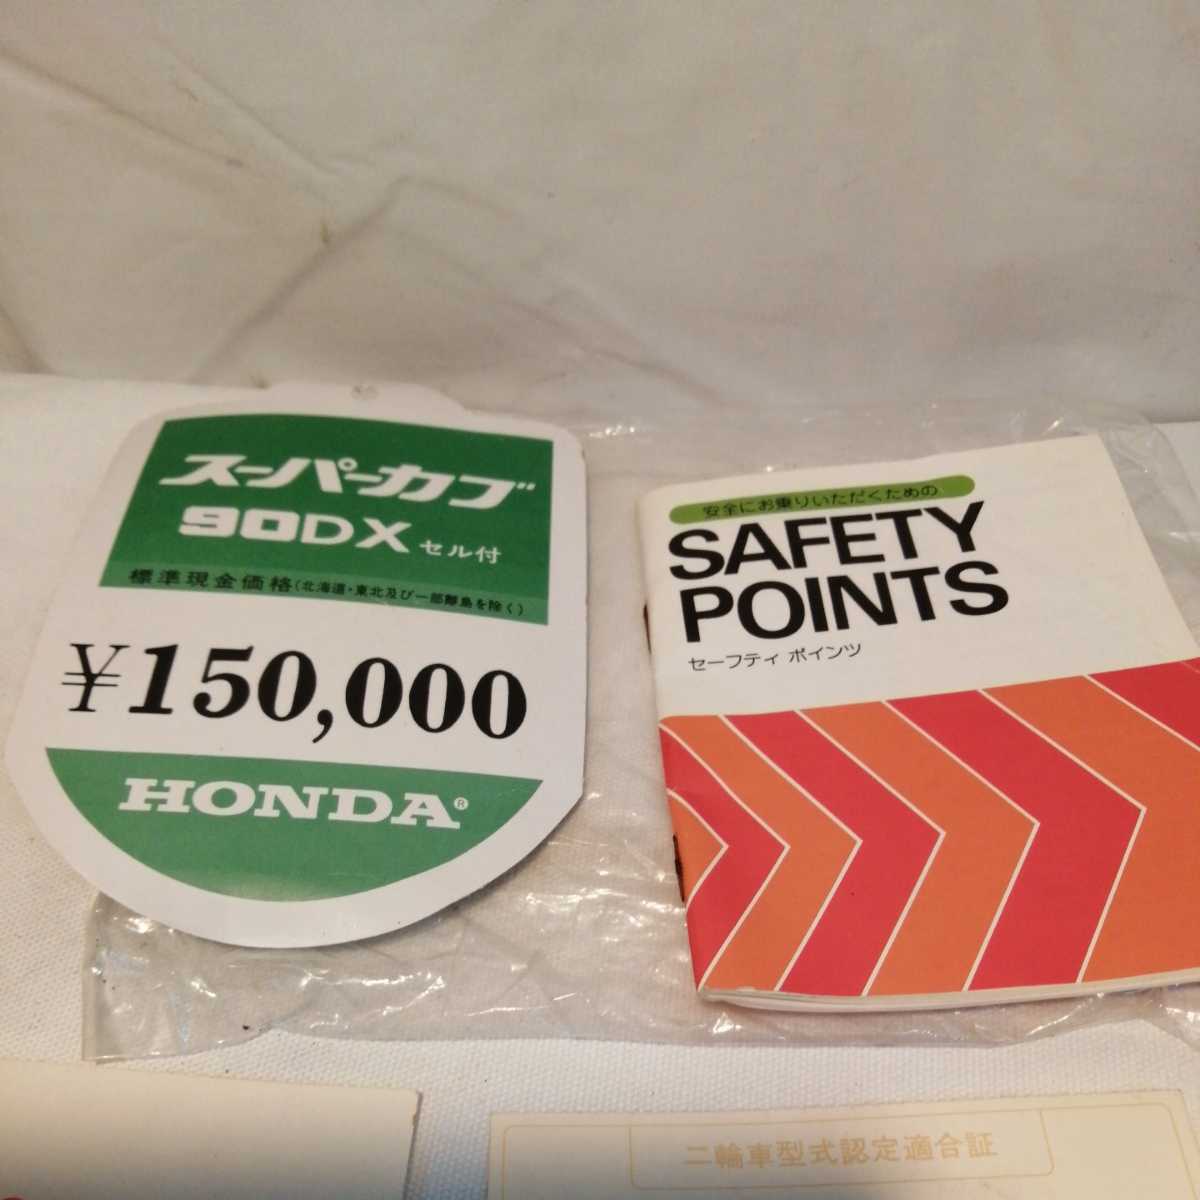 スーパーカブ
90DX セル付
標準現金価格(北海道・東北及び一部離島を除く)
¥150,000
HONDA®
安全にお乗りいただくための
SAFETY
POINTS
セーフティ ポインツ
二輪車型式認定適合証